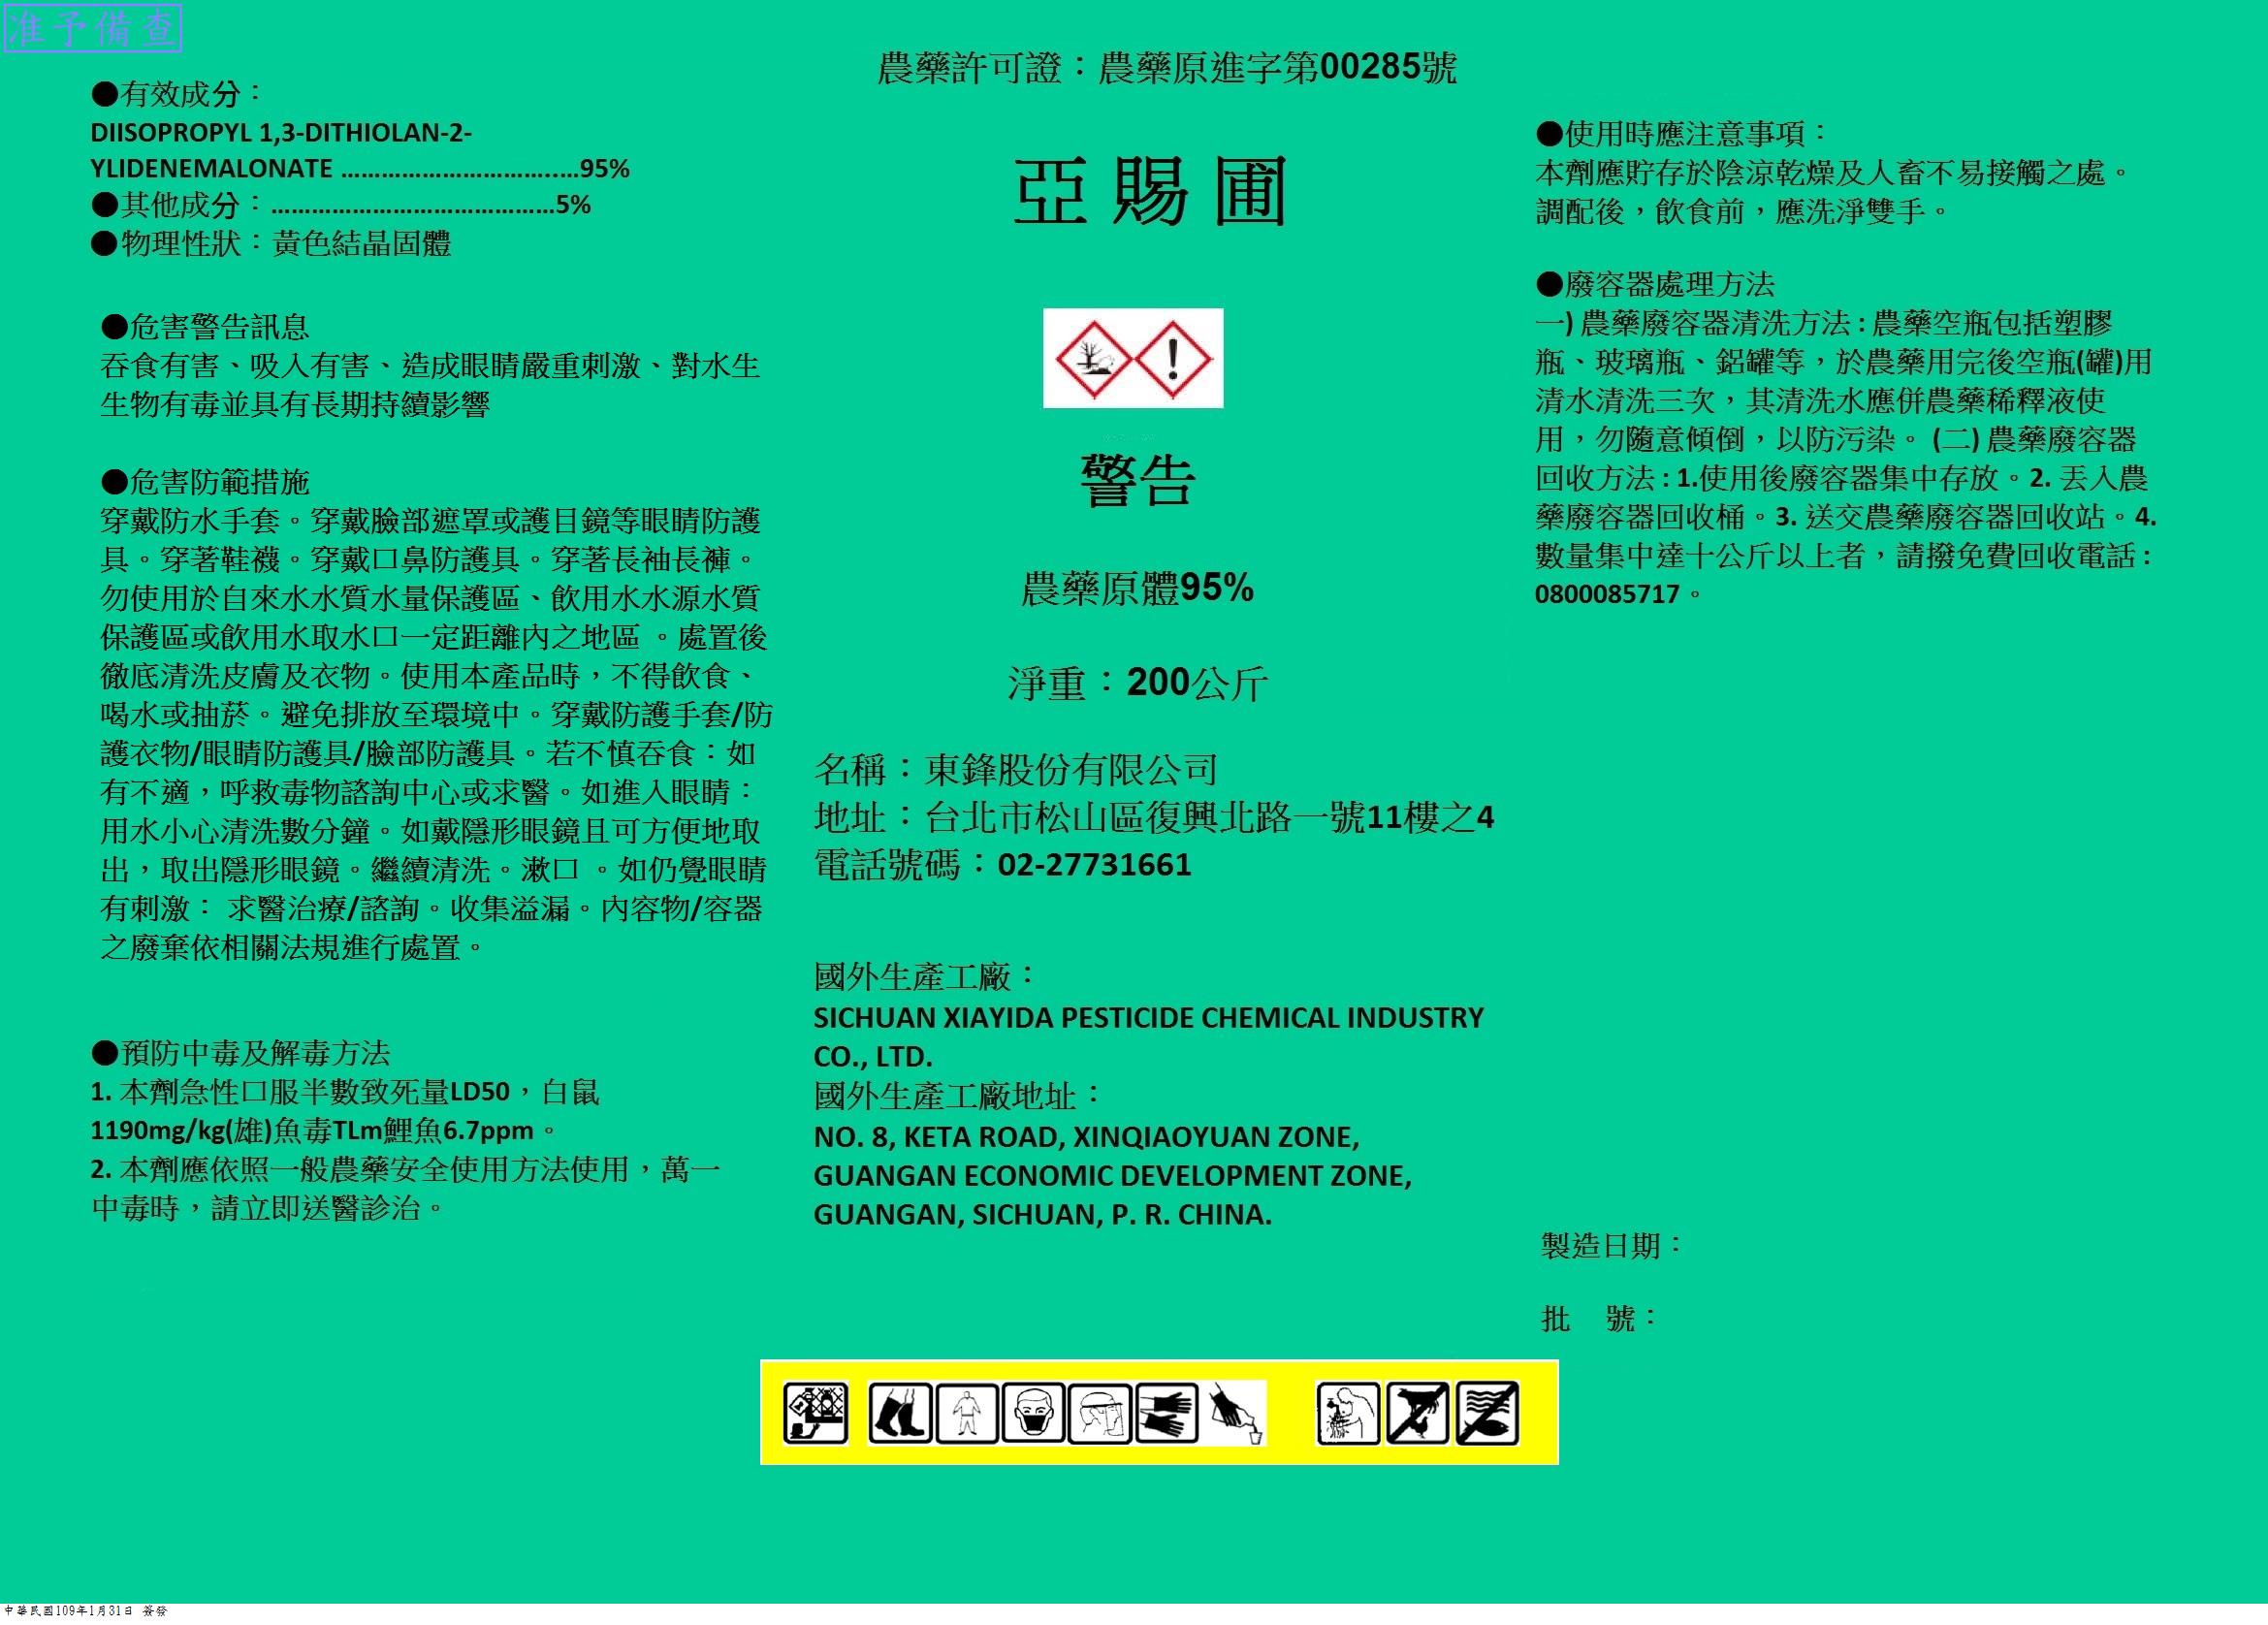 准予備查
●有效成分：
DIISOPROPYL 1,3-DITHIOLAN-2-
YLIDENEMALONATE ………………………….….95%
●其他成分：……………………………………5%
●物理性狀：黃色結晶固體
●危害警告訊息
吞食有害、吸入有害、造成眼睛嚴重刺激、對水生
生物有毒並具有長期持續影響
●危害防範措施
穿戴防水手套。穿戴臉部遮罩或護目鏡等眼睛防護
具。穿著鞋襪。穿戴口鼻防護具。穿著長袖長褲。
勿使用於自來水水質水量保護區、飲用水水源水質
保護區或飲用水取水口一定距離內之地區 。處置後
徹底清洗皮膚及衣物。使用本產品時，不得飲食、
喝水或抽菸。避免排放至環境中。穿戴防護手套/防
護衣物/眼睛防護具/臉部防護具。若不慎吞食：如
有不適，呼救毒物諮詢中心或求醫。如進入眼睛：
用水小心清洗數分鐘。如戴隱形眼鏡且可方便地取
出，取出隱形眼鏡。繼續清洗。漱口 。如仍覺眼睛
有刺激： 求醫治療/諮詢。收集溢漏。內容物/容器
之廢棄依相關法規進行處置。
●預防中毒及解毒方法
1. 本劑急性口服半數致死量LD50，白鼠
1190mg/kg(雄)魚毒TLm鯉魚6.7ppm。
2. 本劑應依照一般農藥安全使用方法使用，萬一
中毒時，請立即送醫診治。
農藥許可證：農藥原進字第00285號
亞賜圃
警告
農藥原體95%
淨重：200公斤
名稱：東鋒股份有限公司
地址：台北市松山區復興北路一號11樓之4
電話號碼：02-27731661
國外生產工廠：
SICHUAN XIAYIDA PESTICIDE CHEMICAL INDUSTRY
CO., LTD.
國外生產工廠地址：
NO. 8, KETA ROAD, XINQIAOYUAN ZONE,
GUANGAN ECONOMIC DEVELOPMENT ZONE,
GUANGAN, SICHUAN, P. R. CHINA.
●使用時應注意事項：
本劑應貯存於陰涼乾燥及人畜不易接觸之處。
調配後，飲食前，應洗淨雙手。
●廢容器處理方法
一) 農藥廢容器清洗方法 : 農藥空瓶包括塑膠
瓶、玻璃瓶、鋁罐等，於農藥用完後空瓶(罐)用
清水清洗三次，其清洗水應併農藥稀釋液使
用，勿隨意傾倒，以防污染。 (二) 農藥廢容器
回收方法 : 1.使用後廢容器集中存放。2. 丟入農
藥廢容器回收桶。3. 送交農藥廢容器回收站。4.
數量集中達十公斤以上者，請撥免費回收電話 :
0800085717。
製造日期：
批 號：
中華民國109年1月31日 簽發